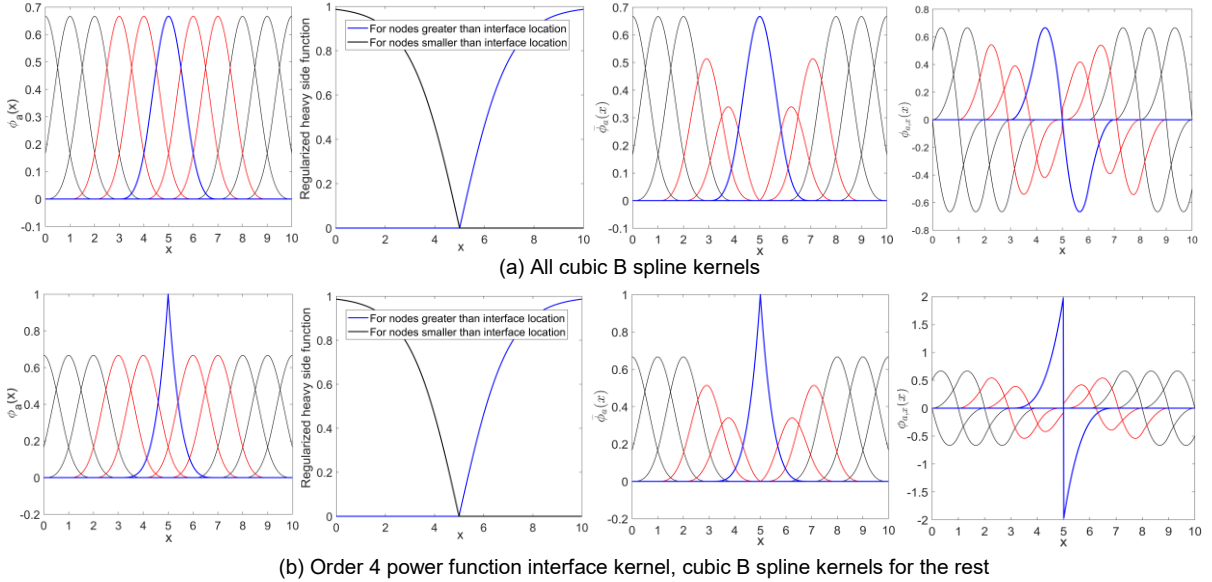 0.7
0.6
0.5
0.4
0.3
0.2
0.1
0
-0.1
0 1 2 3 4 5 6 7 8 9 10
x
ϕₐ(x)
1
0.8
0.6
0.4
0.2
0
0 2 4 6 8 10
x
Regularized heavy side function
For nodes greater than interface location
For nodes smaller than interface location
0.7
0.6
0.5
0.4
0.3
0.2
0.1
0
-0.1
0 1 2 3 4 5 6 7 8 9 10
x
ϕ̄ₐ(x)
0.8
0.6
0.4
0.2
0
-0.2
-0.4
-0.6
-0.8
0 1 2 3 4 5 6 7 8 9 10
x
ϕ̄ₐ,ₓ(x)
(a) All cubic B spline kernels
1
0.8
0.6
0.4
0.2
0
-0.2
0 1 2 3 4 5 6 7 8 9 10
x
ϕₐ(x)
1
0.8
0.6
0.4
0.2
0
0 2 4 6 8 10
x
Regularized heavy side function
For nodes greater than interface location
For nodes smaller than interface location
1
0.8
0.6
0.4
0.2
0
-0.2
0 1 2 3 4 5 6 7 8 9 10
x
ϕ̄ₐ(x)
2
1.5
1
0.5
0
-0.5
-1
-1.5
-2
0 1 2 3 4 5 6 7 8 9 10
x
ϕ̄ₐ,ₓ(x)
(b) Order 4 power function interface kernel, cubic B spline kernels for the rest